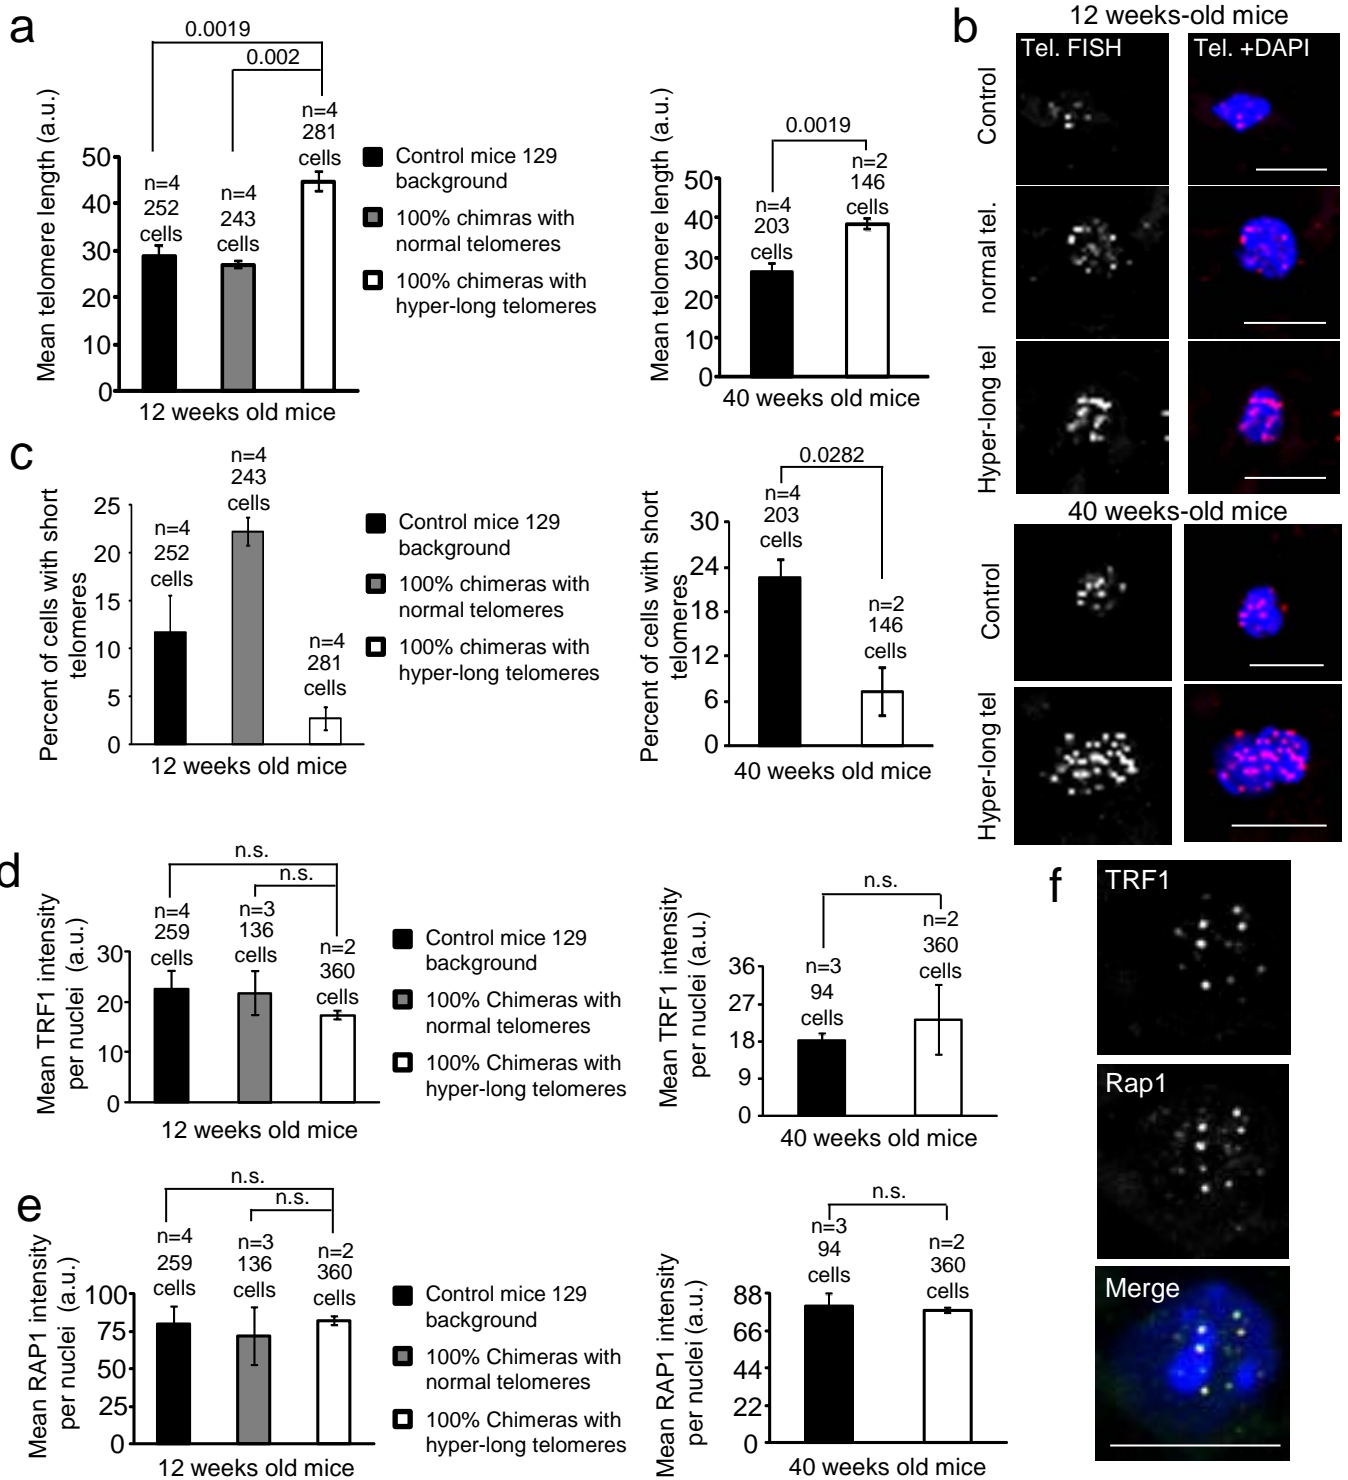 a
0.0019
0.002
n=4
252
cells
n=4
243
cells
n=4
281
cells
Mean telomere length (a.u.)
50
40
30
20
10
0
12 weeks old mice
Control mice 129
background
100% chimras with
normal telomeres
100% chimeras with
hyper-long telomeres
0.0019
n=4
203
cells
n=2
146
cells
Mean telomere length (a.u.)
50
40
30
20
10
0
40 weeks old mice
b
12 weeks-old mice
Tel. FISH
Tel. +DAPI
Control
normal tel.
Hyper-long tel
40 weeks-old mice
Control
Hyper-long tel
c
n=4
252
cells
n=4
243
cells
n=4
281
cells
Percent of cells with short
telomeres
25
20
15
10
5
0
12 weeks old mice
Control mice 129
background
100% chimeras with
normal telomeres
100% chimeras with
hyper-long telomeres
0.0282
n=4
203
cells
n=2
146
cells
Percent of cells with short
telomeres
30
24
18
12
6
0
40 weeks old mice
d
n.s.
n.s.
n=4
259
cells
n=3
136
cells
n=2
360
cells
Mean TRF1 intensity
per nuclei (a.u.)
30
20
10
0
12 weeks old mice
Control mice 129
background
100% Chimeras with
normal telomeres
100% Chimeras with
hyper-long telomeres
n.s.
n=3
94
cells
n=2
360
cells
Mean TRF1 intensity
per nuclei (a.u.)
36
27
18
9
0
40 weeks old mice
e
n.s.
n.s.
n=4
259
cells
n=3
136
cells
n=2
360
cells
Mean RAP1 intensity
per nuclei (a.u.)
100
75
50
25
0
12 weeks old mice
Control mice 129
background
100% Chimeras with
normal telomeres
100% Chimeras with
hyper-long telomeres
n.s.
n=3
94
cells
n=2
360
cells
Mean RAP1 intensity
per nuclei (a.u.)
88
66
44
22
0
40 weeks old mice
f
TRF1
Rap1
Merge